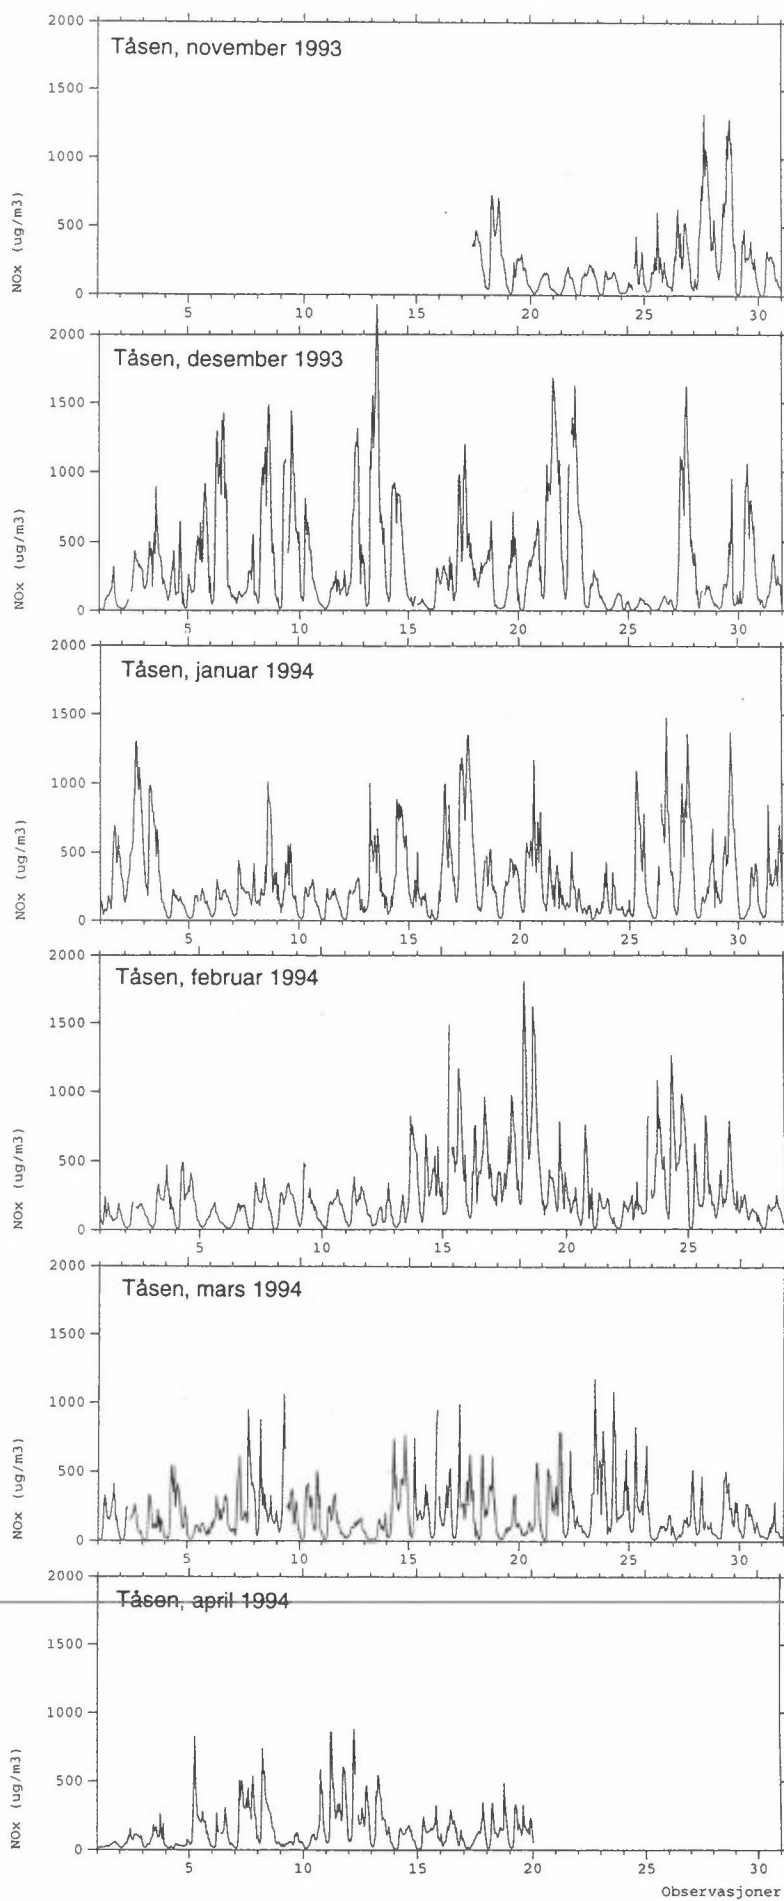 Tåsen, november 1993
2000
1500
1000
500
0
NOx (ug/m3)
5 10 15 20 25 30
Tåsen, desember 1993
2000
1500
1000
500
0
NOx (ug/m3)
5 10 15 20 25 30
Tåsen, januar 1994
2000
1500
1000
500
0
NOx (ug/m3)
5 10 15 20 25 30
Tåsen, februar 1994
2000
1500
1000
500
0
NOx (ug/m3)
5 10 15 20 25
Tåsen, mars 1994
2000
1500
1000
500
0
NOx (ug/m3)
5 10 15 20 25 30
Tåsen, april 1994
2000
1500
1000
500
0
NOx (ug/m3)
5 10 15 20 25 30
Observasjoner